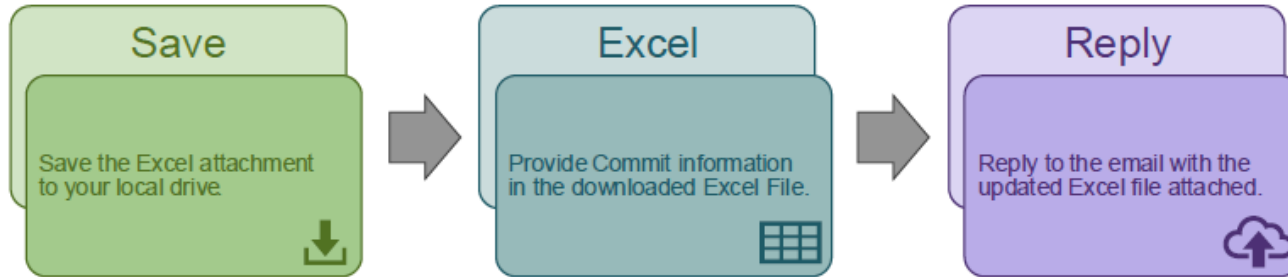 Save
Save the Excel attachment
to your local drive
Excel
Provide Commit information
in the downloaded Excel File.
Reply
Reply to the email with the
updated Excel file attached.